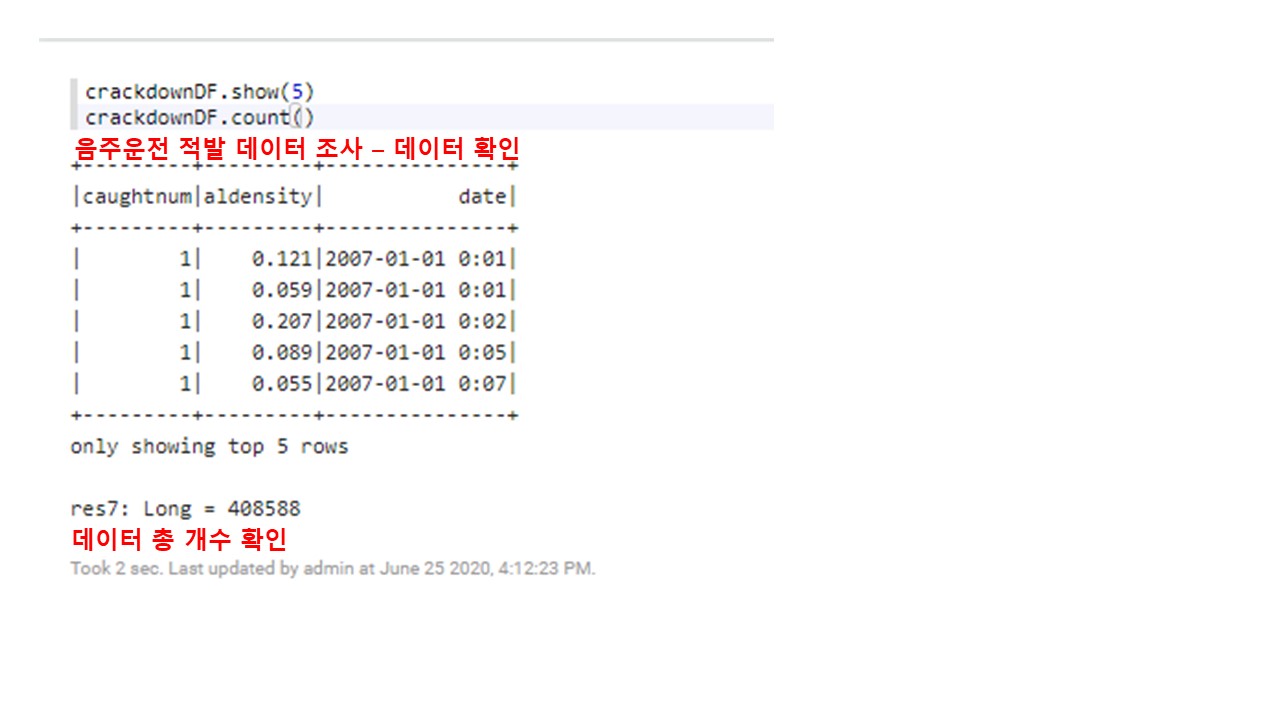 crackdownDF.show(5)
crackdownDF.count()
음주운전 적발 데이터 조사 – 데이터 확인
+---------+---------+---------------+
|caughtnum|aldensity|           date|
+---------+---------+---------------+
|        1|    0.121|2007-01-01 0:01|
|        1|    0.059|2007-01-01 0:01|
|        1|    0.207|2007-01-01 0:02|
|        1|    0.089|2007-01-01 0:05|
|        1|    0.055|2007-01-01 0:07|
+---------+---------+---------------+
only showing top 5 rows
res7: Long = 408588
데이터 총 개수 확인
Took 2 sec. Last updated by admin at June 25 2020, 4:12:23 PM.